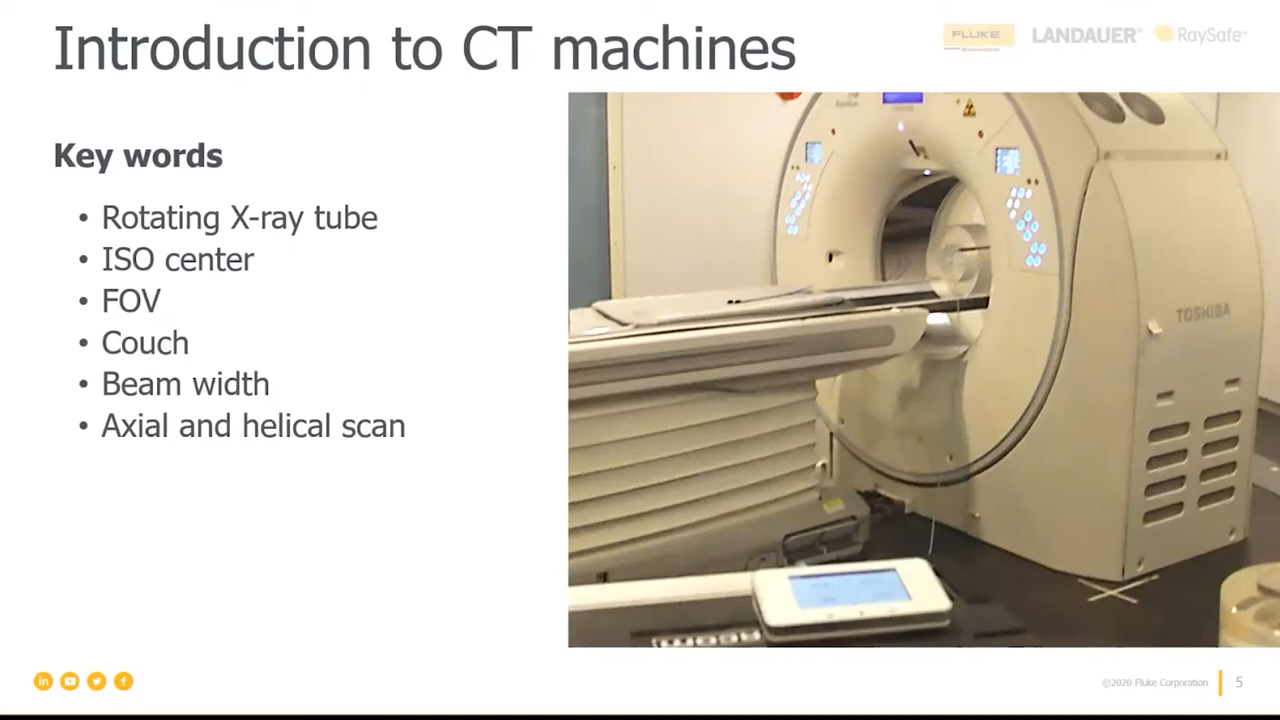 Introduction to CT machines
FLUKE
LANDAUER®
RaySafe™
Key words
• Rotating X-ray tube
• ISO center
• FOV
• Couch
• Beam width
• Axial and helical scan
TOSHIBA
©2020 Fluke Corporation
5